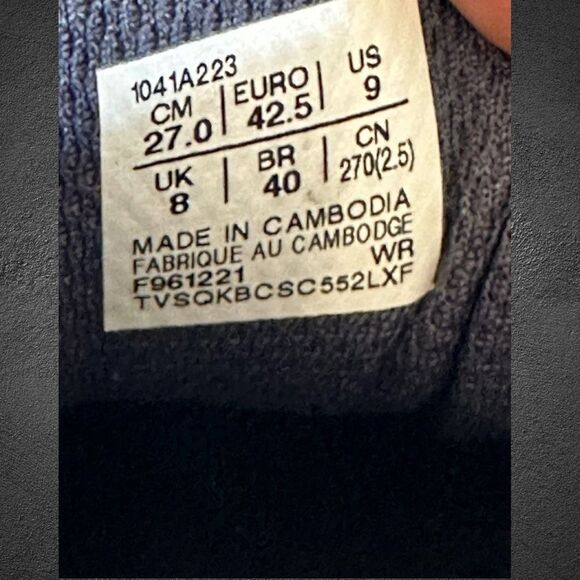 1041A223
CM | EURO | US
27.0 | 42.5 | 9
UK | BR | CN
8 | 40 | 270(2.5)
MADE IN CAMBODIA
FABRIQUE AU CAMBODGE
F961221 WR
TVSQKBCSC552LXF